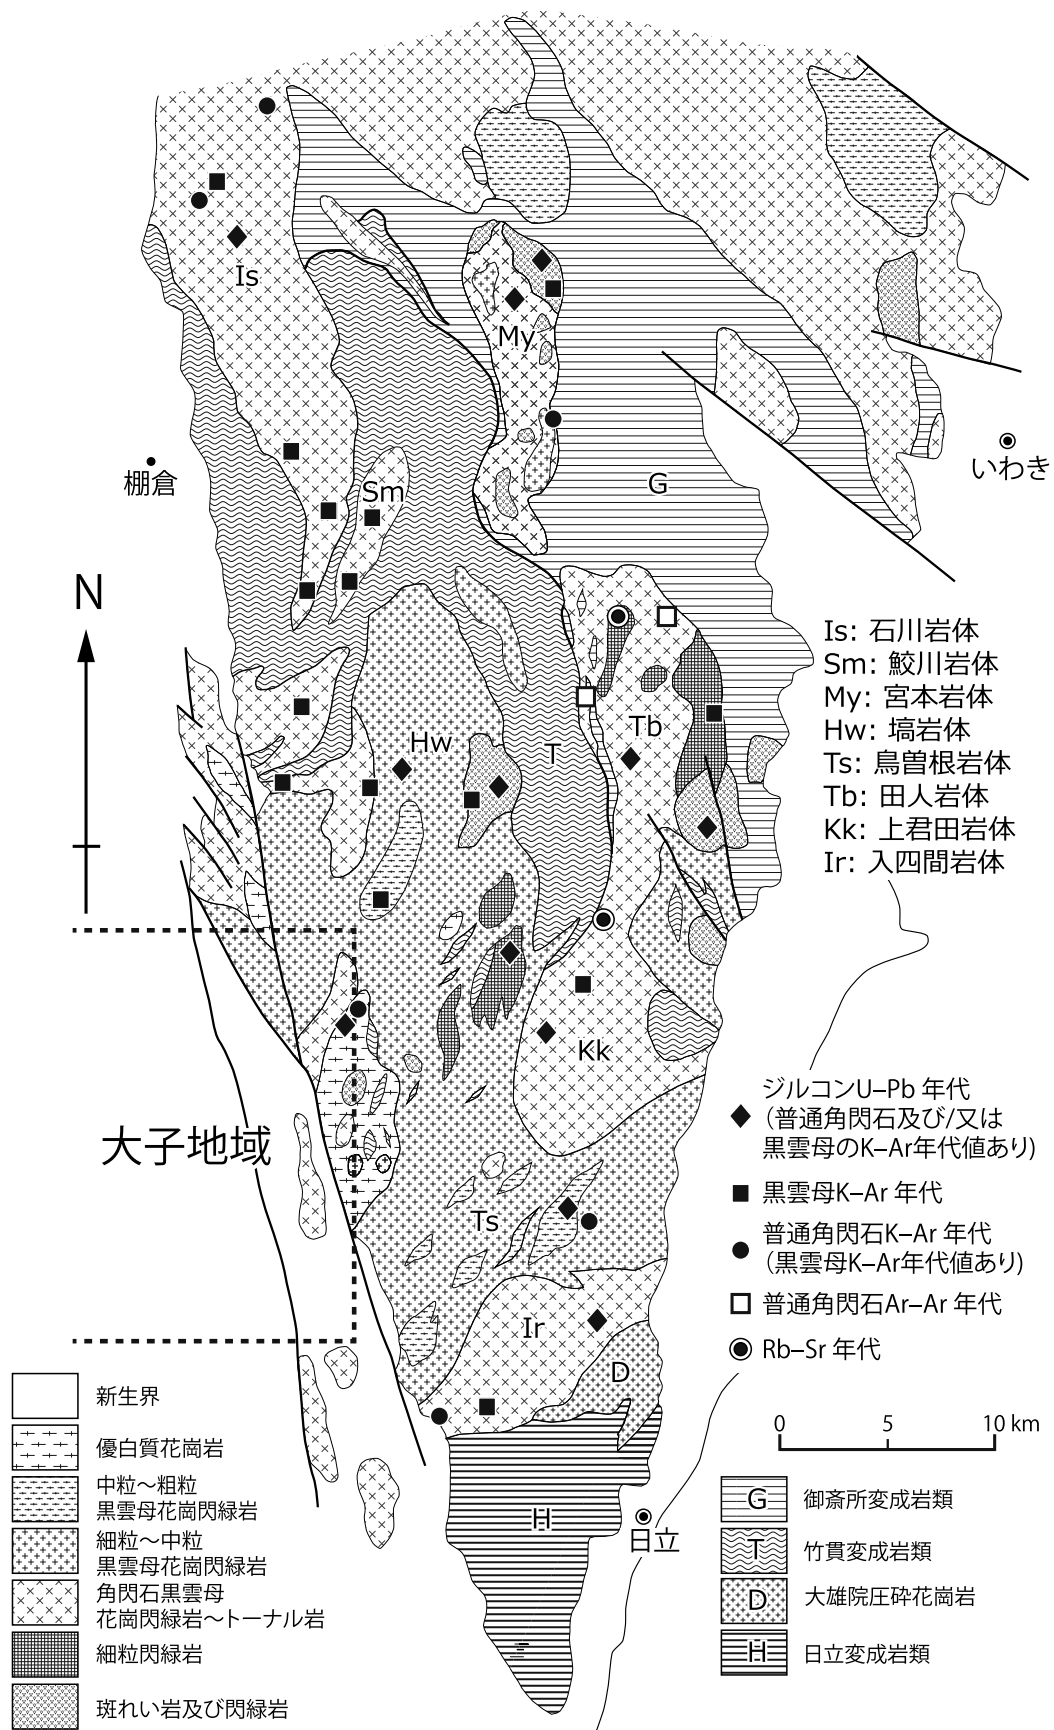 Is
My
いわき
棚倉
Sm
G
N
Is: 石川岩体
Sm: 鮫川岩体
My: 宮本岩体
Hw: 塙岩体
Ts: 鳥曽根岩体
Tb: 田人岩体
Kk: 上君田岩体
Ir: 入四間岩体
Hw
T
Tb
Kk
大子地域
Ts
Ir
D
H
日立
ジルコンU–Pb 年代
(普通角閃石及び/又は
黒雲母のK–Ar年代値あり)
黒雲母K–Ar 年代
普通角閃石K–Ar 年代
(黒雲母K–Ar年代値あり)
普通角閃石Ar–Ar 年代
Rb–Sr 年代
0 5 10 km
新生界
優白質花崗岩
中粒～粗粒
黒雲母花崗閃緑岩
細粒～中粒
黒雲母花崗閃緑岩
角閃石黒雲母
花崗閃緑岩～トーナル岩
細粒閃緑岩
斑れい岩及び閃緑岩
G 御斎所変成岩類
T 竹貫変成岩類
D 大雄院圧砕花崗岩
H 日立変成岩類